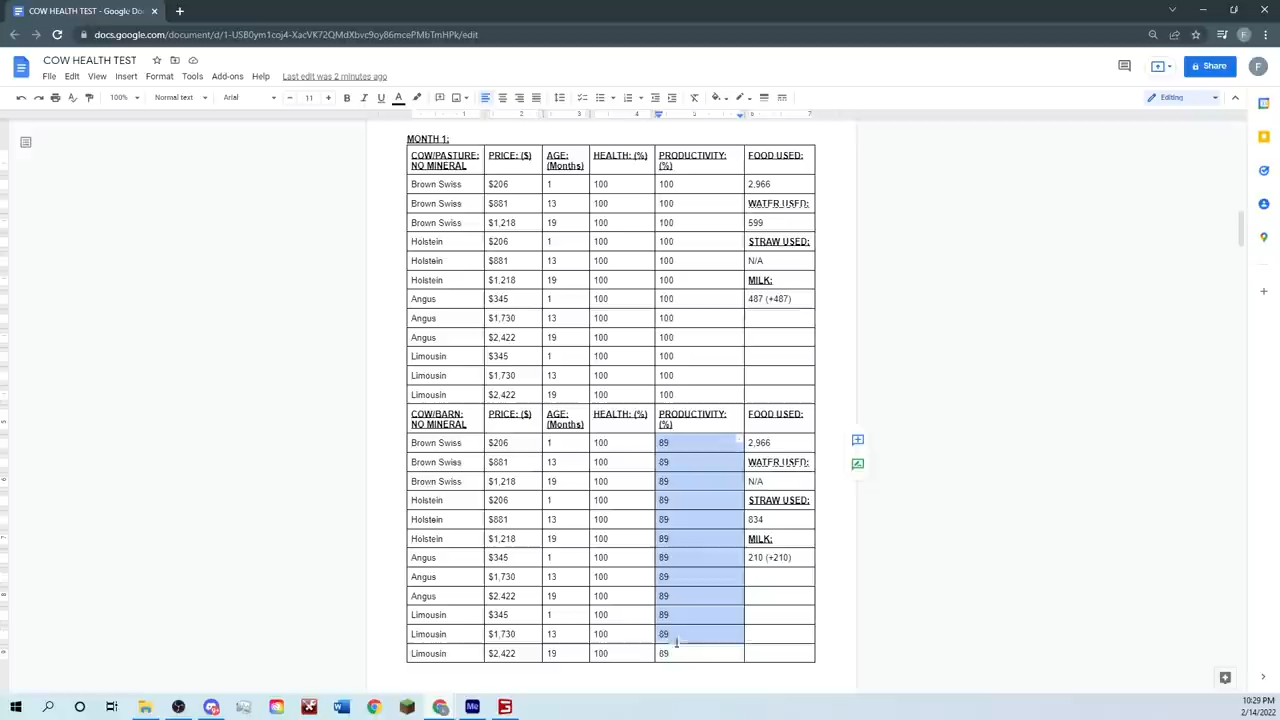 COW HEALTH TEST - Google Do
docs.google.com/document/d/1-USB0ym1coj4-XacVK72QMdXbvc9oy86mcePMbTmHPk/edit
COW HEALTH TEST
File Edit View Insert Format Tools Add-ons Help Last edit was 2 minutes ago
Share
F
100% Normal text Arial 11 Editing
1 2 3 4 5 6 7
MONTH 1:
COW/PASTURE: NO MINERAL PRICE: ($) AGE: (Months) HEALTH: (%) PRODUCTIVITY: (%) FOOD USED:
Brown Swiss $206 1 100 100 2,966
Brown Swiss $881 13 100 100 WATER USED:
Brown Swiss $1,218 19 100 100 599
Holstein $206 1 100 100 STRAW USED:
Holstein $881 13 100 100 N/A
Holstein $1,218 19 100 100 MILK:
Angus $345 1 100 100 487 (+487)
Angus $1,730 13 100 100
Angus $2,422 19 100 100
Limousin $345 1 100 100
Limousin $1,730 13 100 100
Limousin $2,422 19 100 100
COW/BARN: NO MINERAL PRICE: ($) AGE: (Months) HEALTH: (%) PRODUCTIVITY: (%) FOOD USED:
Brown Swiss $206 1 100 89 2,966
Brown Swiss $881 13 100 89 WATER USED:
Brown Swiss $1,218 19 100 89 N/A
Holstein $206 1 100 89 STRAW USED:
Holstein $881 13 100 89 834
Holstein $1,218 19 100 89 MILK:
Angus $345 1 100 89 210 (+210)
Angus $1,730 13 100 89
Angus $2,422 19 100 89
Limousin $345 1 100 89
Limousin $1,730 13 100 89
Limousin $2,422 19 100 89
10:29 PM
2/14/2022